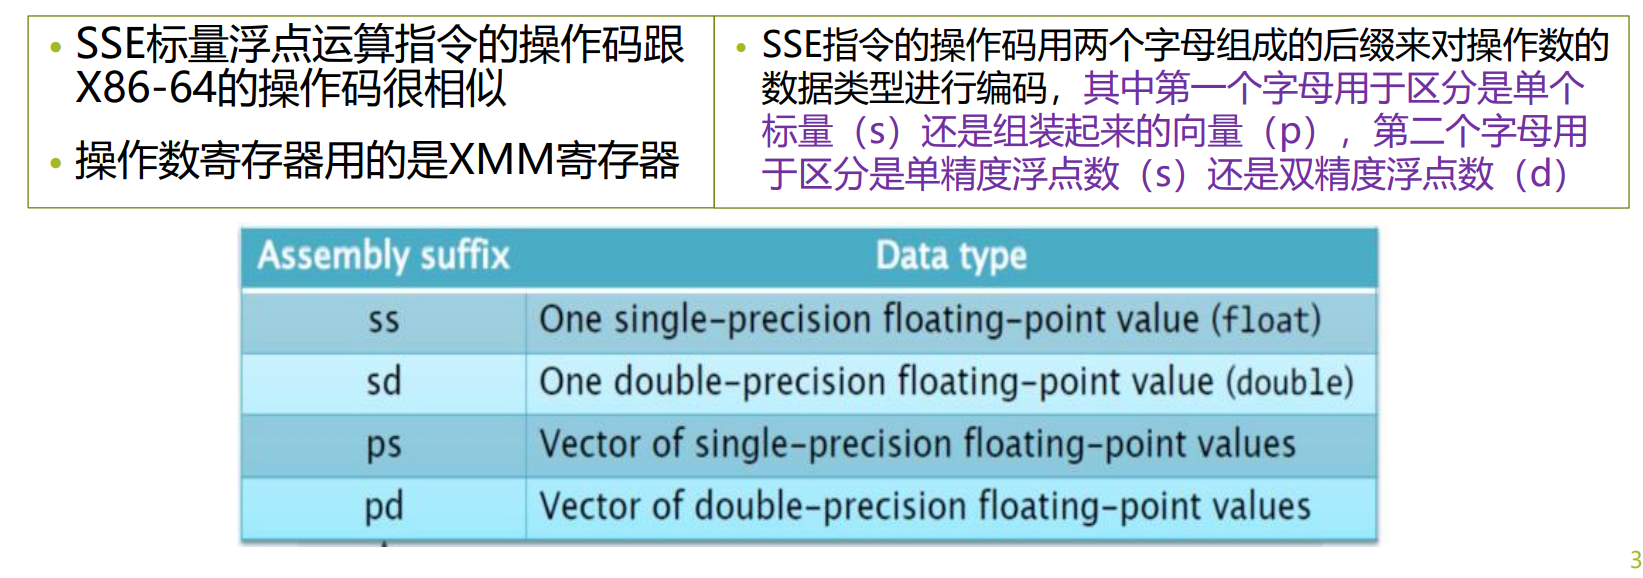 • SSE标量浮点运算指令的操作码跟
X86-64的操作码很相似
• 操作数寄存器用的是XMM寄存器
• SSE指令的操作码用两个字母组成的后缀来对操作数的
数据类型进行编码，其中第一个字母用于区分是单个
标量（s）还是组装起来的向量（p），第二个字母用
于区分是单精度浮点数（s）还是双精度浮点数（d）
Assembly suffix Data type
ss One single-precision floating-point value (float)
sd One double-precision floating-point value (double)
ps Vector of single-precision floating-point values
pd Vector of double-precision floating-point values
3